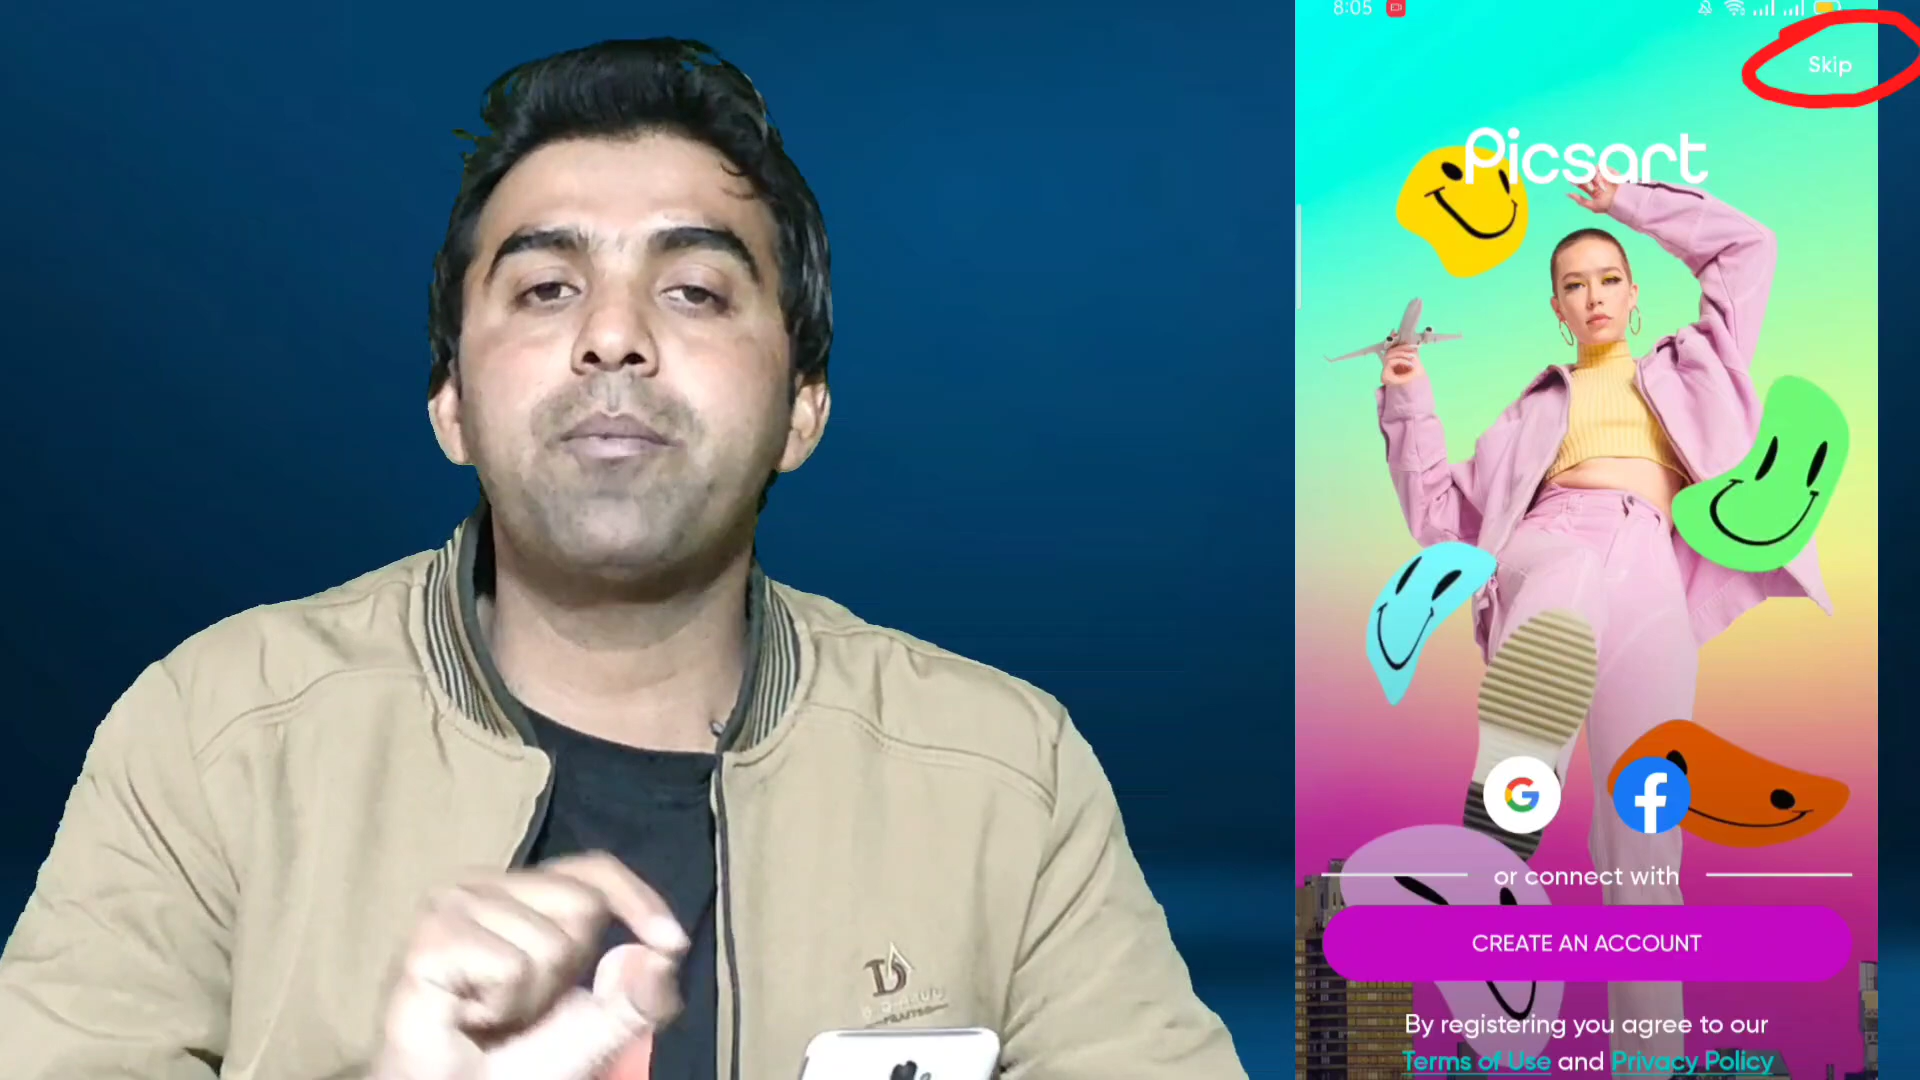 8:05
Skip
Picsart
or connect with
CREATE AN ACCOUNT
By registering you agree to our
Terms of Use and Privacy Policy